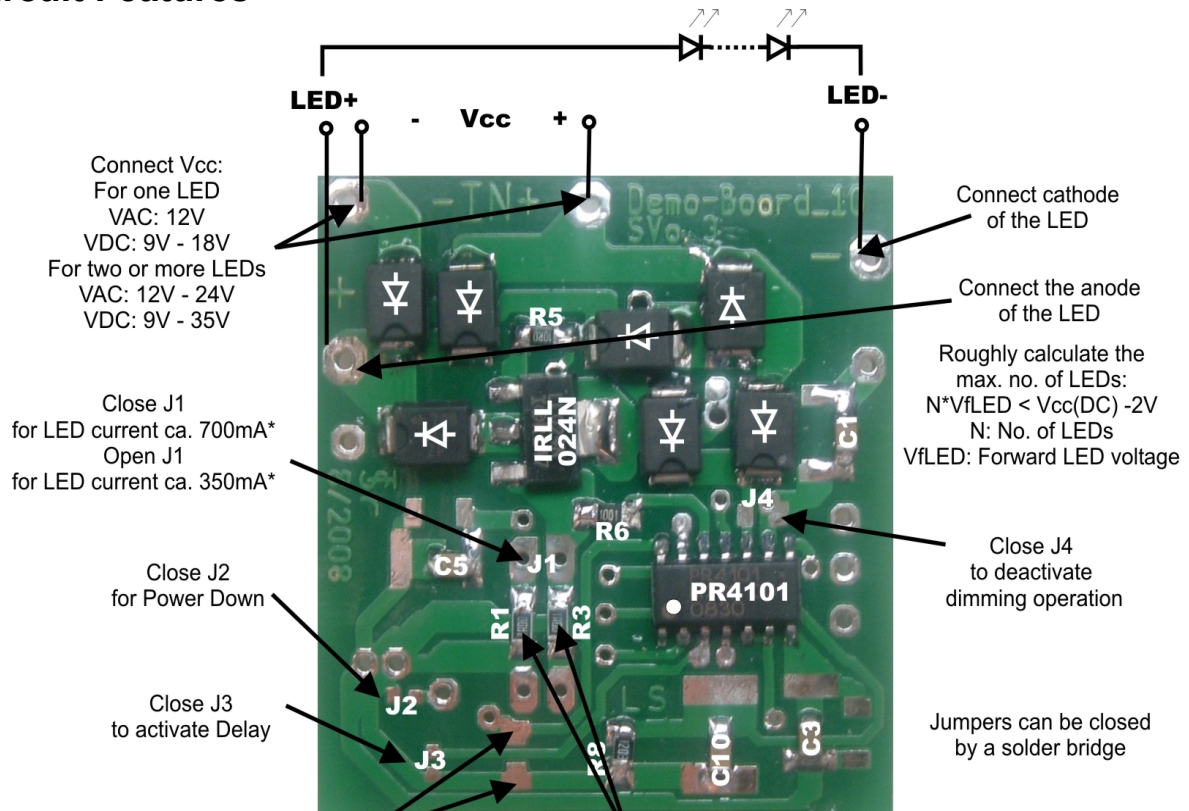 LED+
LED-
- Vcc +
Connect Vcc:
For one LED
VAC: 12V
VDC: 9V - 18V
For two or more LEDs
VAC: 12V - 24V
VDC: 9V - 35V
Close J1
for LED current ca. 700mA*
Open J1
for LED current ca. 350mA*
Close J2
for Power Down
Close J3
to activate Delay
-IN+
Demo-Board_10
-
+
R5
IRLL
024N
C1
J4
R6
1001
C5
J1
R1
R3
PR4101
0830
/2008
J2
LS
J3
R2
C10
C3
Connect cathode
of the LED
Connect the anode
of the LED
Roughly calculate the
max. no. of LEDs:
N*VfLED < Vcc(DC) -2V
N: No. of LEDs
VfLED: Forward LED voltage
Close J4
to deactivate
dimming operation
Jumpers can be closed
by a solder bridge